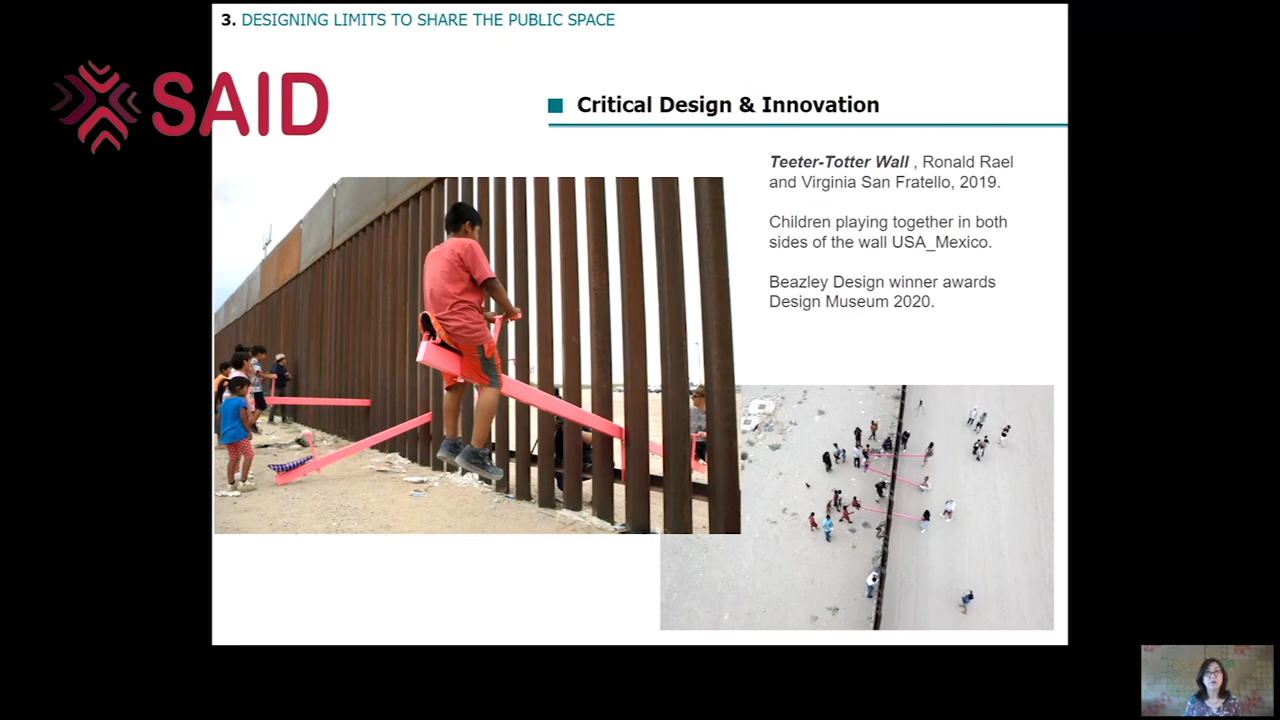 3. DESIGNING LIMITS TO SHARE THE PUBLIC SPACE
SAID
Critical Design & Innovation
Teeter-Totter Wall , Ronald Rael
and Virginia San Fratello, 2019.
Children playing together in both
sides of the wall USA_Mexico.
Beazley Design winner awards
Design Museum 2020.